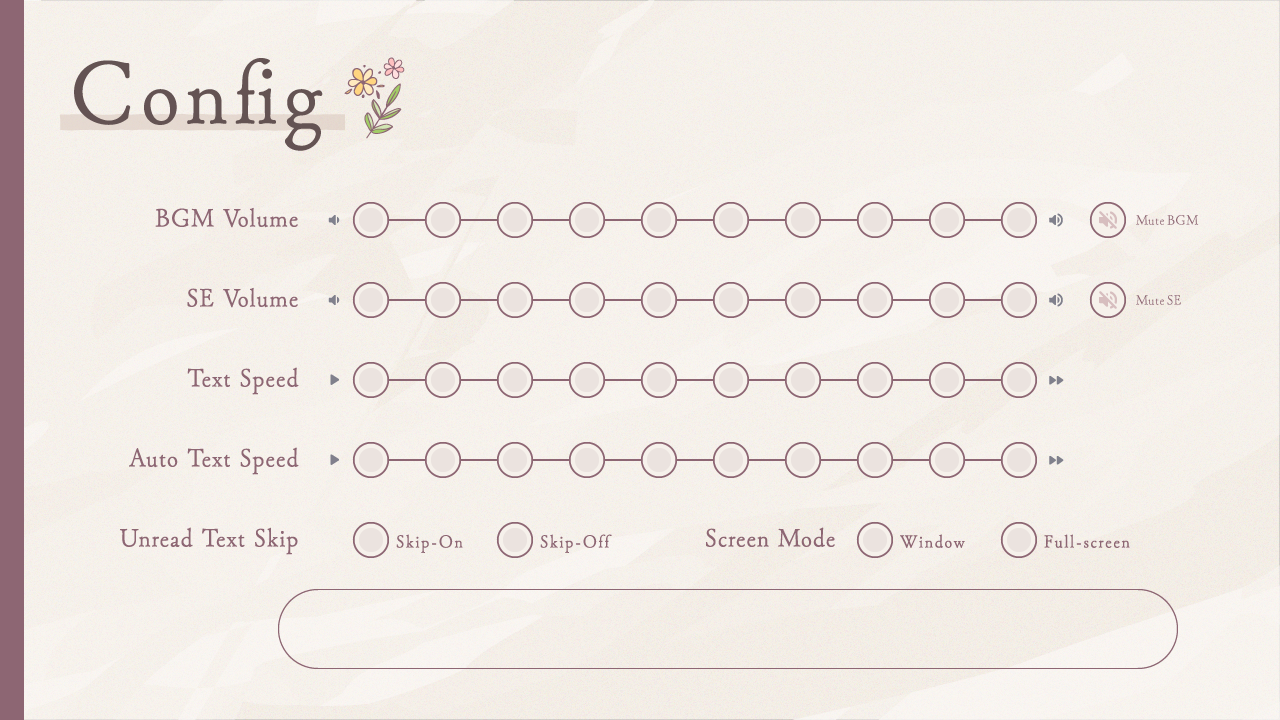 Config
BGM Volume
Mute BGM
SE Volume
Mute SE
Text Speed
Auto Text Speed
Unread Text Skip
Skip-On
Skip-Off
Screen Mode
Window
Full-screen